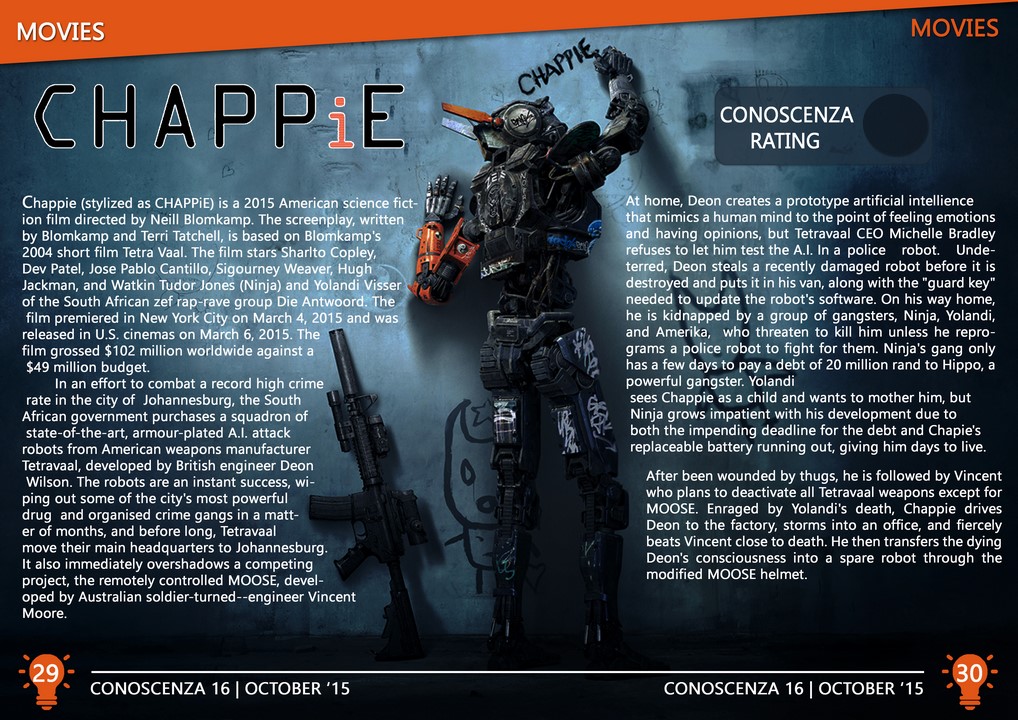 MOVIES
MOVIES
CHAPPiE
CHAPPIE
CONOSCENZA
RATING
Chappie (stylized as CHAPPiE) is a 2015 American science fict-
ion film directed by Neill Blomkamp. The screenplay, written
by Blomkamp and Terri Tatchell, is based on Blomkamp's
2004 short film Tetra Vaal. The film stars Sharlto Copley,
Dev Patel, Jose Pablo Cantillo, Sigourney Weaver, Hugh
Jackman, and Watkin Tudor Jones (Ninja) and Yolandi Visser
of the South African zef rap-rave group Die Antwoord. The
film premiered in New York City on March 4, 2015 and was
released in U.S. cinemas on March 6, 2015. The
film grossed $102 million worldwide against a
$49 million budget.
In an effort to combat a record high crime
rate in the city of Johannesburg, the South
African government purchases a squadron of
state-of-the-art, armour-plated A.I. attack
robots from American weapons manufacturer
Tetravaal, developed by British engineer Deon
Wilson. The robots are an instant success, wi-
ping out some of the city's most powerful
drug and organised crime gangs in a matt-
er of months, and before long, Tetravaal
move their main headquarters to Johannesburg.
It also immediately overshadows a competing
project, the remotely controlled MOOSE, devel-
oped by Australian soldier-turned--engineer Vincent
Moore.
At home, Deon creates a prototype artificial intellience
that mimics a human mind to the point of feeling emotions
and having opinions, but Tetravaal CEO Michelle Bradley
refuses to let him test the A.I. In a police robot. Unde-
terred, Deon steals a recently damaged robot before it is
destroyed and puts it in his van, along with the "guard key"
needed to update the robot's software. On his way home,
he is kidnapped by a group of gangsters, Ninja, Yolandi,
and Amerika, who threaten to kill him unless he repro-
grams a police robot to fight for them. Ninja's gang only
has a few days to pay a debt of 20 million rand to Hippo, a
powerful gangster. Yolandi
sees Chappie as a child and wants to mother him, but
Ninja grows impatient with his development due to
both the impending deadline for the debt and Chapie's
replaceable battery running out, giving him days to live.
After been wounded by thugs, he is followed by Vincent
who plans to deactivate all Tetravaal weapons except for
MOOSE. Enraged by Yolandi's death, Chappie drives
Deon to the factory, storms into an office, and fiercely
beats Vincent close to death. He then transfers the dying
Deon's consciousness into a spare robot through the
modified MOOSE helmet.
29
CONOSCENZA 16 | OCTOBER ‘15
CONOSCENZA 16 | OCTOBER ‘15
30